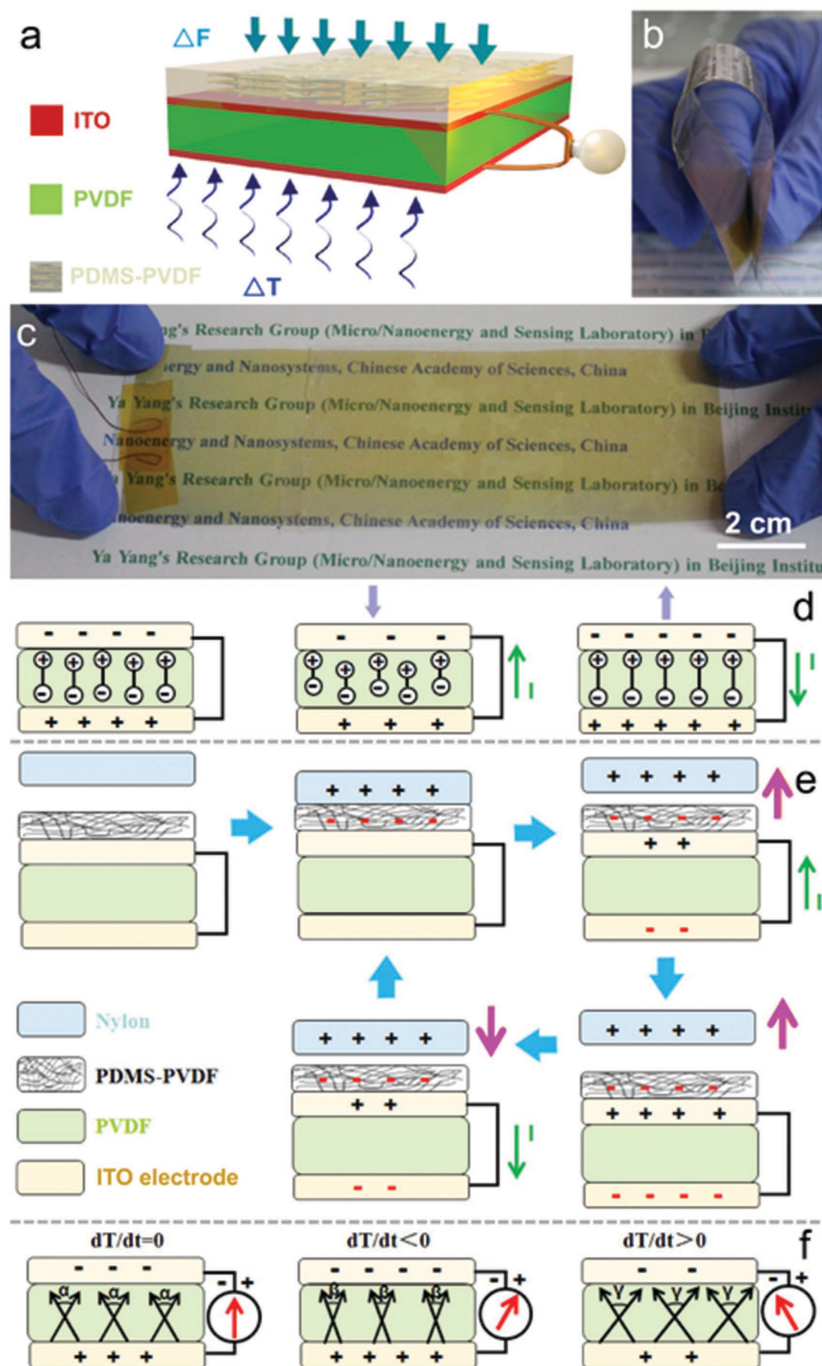 a
△F
ITO
PVDF
PDMS-PVDF
△T
b
c
Yang's Research Group (Micro/Nanoenergy and Sensing Laboratory) in Be
nergy and Nanosystems, Chinese Academy of Sciences, China
Ya Yang's Research Group (Micro/Nanoenergy and Sensing Laboratory) in Beijing Institu
Nanoenergy and Nanosystems, Chinese Academy of Sciences, China
Ya Yang's Research Group (Micro/Nanoenergy and Sensing Laboratory) in Be
noenergy and Nanosystems, Chinese Academy of Sciences, China
2 cm
Ya Yang's Research Group (Micro/Nanoenergy and Sensing Laboratory) in Beijing Institu
d
- - - -
- - -
- - - - -
+ + + + +
+ + + + +
+ + + + +
I
I
- - - - -
- - - - -
- - - - -
+ + + +
+ + +
+ + + + +
e
+ + + +
+ + + +
- - - -
- - - -
+ +
I
- -
Nylon
+ + + +
+ + + +
PDMS-PVDF
- - - -
- - - -
+ +
+ + + +
PVDF
I
ITO electrode
- -
- - - -
f
dT/dt=0
dT/dt<0
dT/dt>0
- - -
- - - -
- -
- +
- +
- +
α α α
β β β
γ γ γ
+ + +
+ + + +
+ +